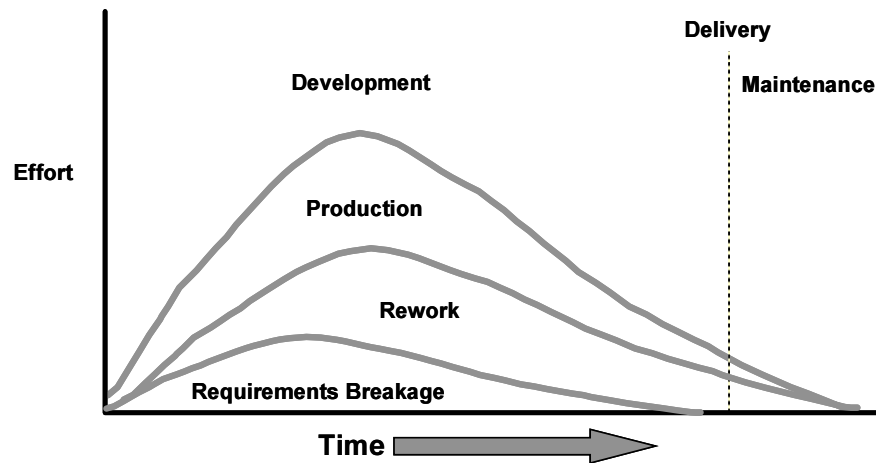 Delivery
Development
Maintenance
Effort
Production
Rework
Requirements Breakage
Time